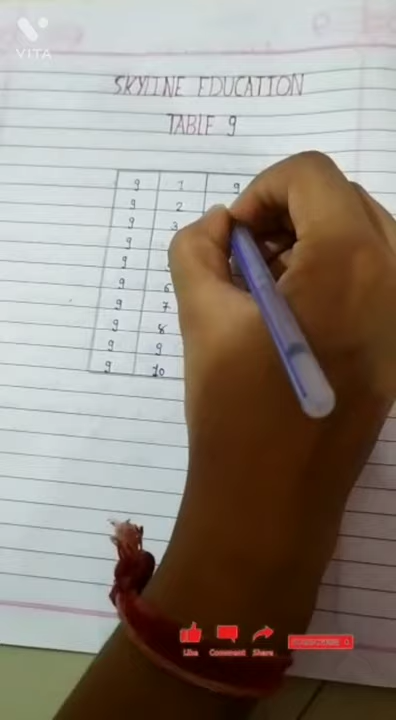 VITA
SKYLINE EDUCATION
TABLE 9
9 1 9
9 2
9 3
9
9
9 6
9 7
9 8
9 9
9 10
Like Comment Share SUBSCRIBE